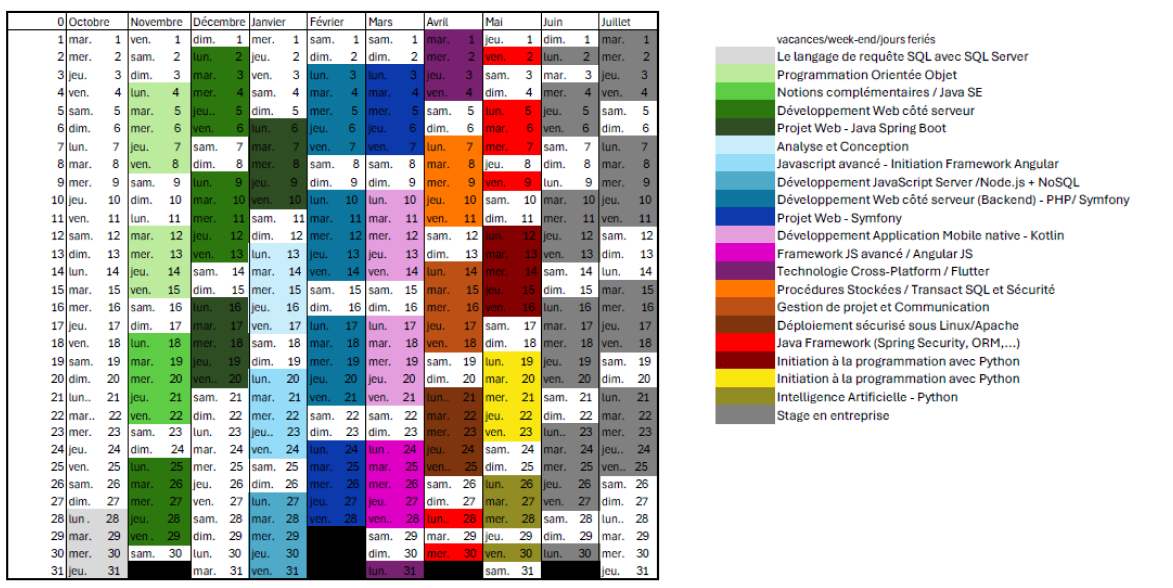 0 Octobre Novembre Décembre Janvier Février Mars Avril Mai Juin Juillet
1 mar. 1 ven. 1 dim. 1 mer. 1 sam. 1 sam. 1 mar. 1 jeu. 1 dim. 1 mar. 1
2 mer. 2 sam. 2 lun. 2 jeu. 2 dim. 2 dim. 2 mer. 2 ven. 2 lun. 2 mer. 2
3 jeu. 3 dim. 3 mar. 3 ven. 3 lun. 3 lun. 3 jeu. 3 sam. 3 mar. 3 jeu. 3
4 ven. 4 lun. 4 mer. 4 sam. 4 mar. 4 mar. 4 ven. 4 dim. 4 mer. 4 ven. 4
5 sam. 5 mar. 5 jeu.. 5 dim. 5 mer. 5 mer. 5 sam. 5 lun. 5 jeu. 5 sam. 5
6 dim. 6 mer. 6 ven. 6 lun. 6 jeu. 6 jeu. 6 dim. 6 mar. 6 ven. 6 dim. 6
7 lun. 7 jeu. 7 sam. 7 mar. 7 ven. 7 ven. 7 lun. 7 mer. 7 sam. 7 lun. 7
8 mar. 8 ven. 8 dim. 8 mer. 8 sam. 8 sam. 8 mar. 8 jeu. 8 dim. 8 mar. 8
9 mer. 9 sam. 9 lun. 9 jeu. 9 dim. 9 dim. 9 mer. 9 ven. 9 lun. 9 mer. 9
10 jeu. 10 dim. 10 mar. 10 ven. 10 lun. 10 lun. 10 jeu. 10 sam. 10 mar. 10 jeu. 10
11 ven. 11 lun. 11 mer. 11 sam. 11 mar. 11 mar. 11 ven. 11 dim. 11 mer. 11 ven. 11
12 sam. 12 mar. 12 jeu. 12 dim. 12 mer. 12 mer. 12 sam. 12 lun. 12 jeu. 12 sam. 12
13 dim. 13 mer. 13 ven. 13 lun. 13 jeu. 13 jeu. 13 dim. 13 mar. 13 ven. 13 dim. 13
14 lun. 14 jeu. 14 sam. 14 mar. 14 ven. 14 ven. 14 lun. 14 mer. 14 sam. 14 lun. 14
15 mar. 15 ven. 15 dim. 15 mer. 15 sam. 15 sam. 15 mar. 15 jeu. 15 dim. 15 mar. 15
16 mer. 16 sam. 16 lun. 16 jeu. 16 dim. 16 dim. 16 mer. 16 ven. 16 lun. 16 mer. 16
17 jeu. 17 dim. 17 mar. 17 ven. 17 lun. 17 lun. 17 jeu. 17 sam. 17 mar. 17 jeu. 17
18 ven. 18 lun. 18 mer. 18 sam. 18 mar. 18 mar. 18 ven. 18 dim. 18 mer. 18 ven. 18
19 sam. 19 mar. 19 jeu. 19 dim. 19 mer. 19 mer. 19 sam. 19 lun. 19 jeu. 19 sam. 19
20 dim. 20 mer. 20 ven.. 20 lun. 20 jeu. 20 jeu. 20 dim. 20 mar. 20 ven. 20 dim. 20
21 lun.. 21 jeu. 21 sam. 21 mar. 21 ven. 21 ven. 21 lun.. 21 mer. 21 sam. 21 lun. 21
22 mar.. 22 ven. 22 dim. 22 mer. 22 sam. 22 sam. 22 mar. 22 jeu. 22 dim. 22 mar. 22
23 mer. 23 sam. 23 lun. 23 jeu.. 23 dim. 23 dim. 23 mer. 23 ven. 23 lun. 23 mer. 23
24 jeu. 24 dim. 24 mar. 24 ven. 24 lun. 24 lun. 24 jeu. 24 sam. 24 mar. 24 jeu. 24
25 ven. 25 lun. 25 mer. 25 sam. 25 mar. 25 mar. 25 ven.. 25 dim. 25 mer. 25 ven.. 25
26 sam. 26 mar. 26 jeu. 26 dim. 26 mer. 26 mer. 26 sam. 26 lun. 26 jeu. 26 sam. 26
27 dim. 27 mer. 27 ven. 27 lun. 27 jeu. 27 jeu. 27 dim. 27 mar. 27 ven. 27 dim. 27
28 lun . 28 jeu. 28 sam. 28 mar. 28 ven. 28 ven.. 28 lun.. 28 mer. 28 sam. 28 lun.. 28
29 mar. 29 ven . 29 dim. 29 mer. 29 sam. 29 mar. 29 jeu. 29 dim. 29 mar. 29
30 mer. 30 sam. 30 lun. 30 jeu. 30 dim. 30 mer. 30 ven. 30 lun. 30 mer. 30
31 jeu. 31 mar. 31 ven. 31 lun. 31 sam. 31 jeu. 31
vacances/week-end/jours feriés
Le langage de requête SQL avec SQL Server
Programmation Orientée Objet
Notions complémentaires / Java SE
Développement Web côté serveur
Projet Web - Java Spring Boot
Analyse et Conception
Javascript avancé - Initiation Framework Angular
Développement JavaScript Server /Node.js + NoSQL
Développement Web côté serveur (Backend) - PHP/ Symfony
Projet Web - Symfony
Développement Application Mobile native - Kotlin
Framework JS avancé / Angular JS
Technologie Cross-Platform / Flutter
Procédures Stockées / Transact SQL et Sécurité
Gestion de projet et Communication
Déploiement sécurisé sous Linux/Apache
Java Framework (Spring Security, ORM,...)
Initiation à la programmation avec Python
Initiation à la programmation avec Python
Intelligence Artificielle - Python
Stage en entreprise